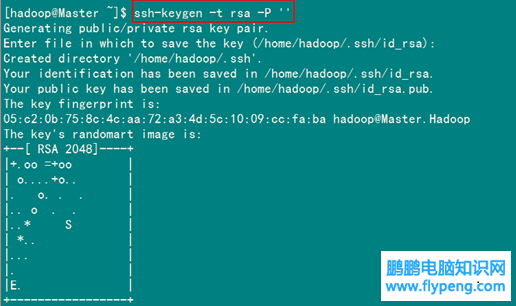 [hadoop@Master ~]$ ssh-keygen -t rsa -P ''
Generating public/private rsa key pair.
Enter file in which to save the key (/home/hadoop/.ssh/id_rsa):
Created directory '/home/hadoop/.ssh'.
Your identification has been saved in /home/hadoop/.ssh/id_rsa.
Your public key has been saved in /home/hadoop/.ssh/id_rsa.pub.
The key fingerprint is:
05:c2:0b:75:8c:4c:aa:72:a3:4d:5c:10:09:cc:fa:ba hadoop@Master.Hadoop
The key's randomart image is:
+--[ RSA 2048]----+
|+.oo =+oo        |
| o....+o..       |
|.   o. . .       |
|.. o  . .        |
|..*     S        |
| *..             |
|...              |
|.                |
|E.               |
+-----------------+
鹏鹏电脑知识网
www.flypeng.com